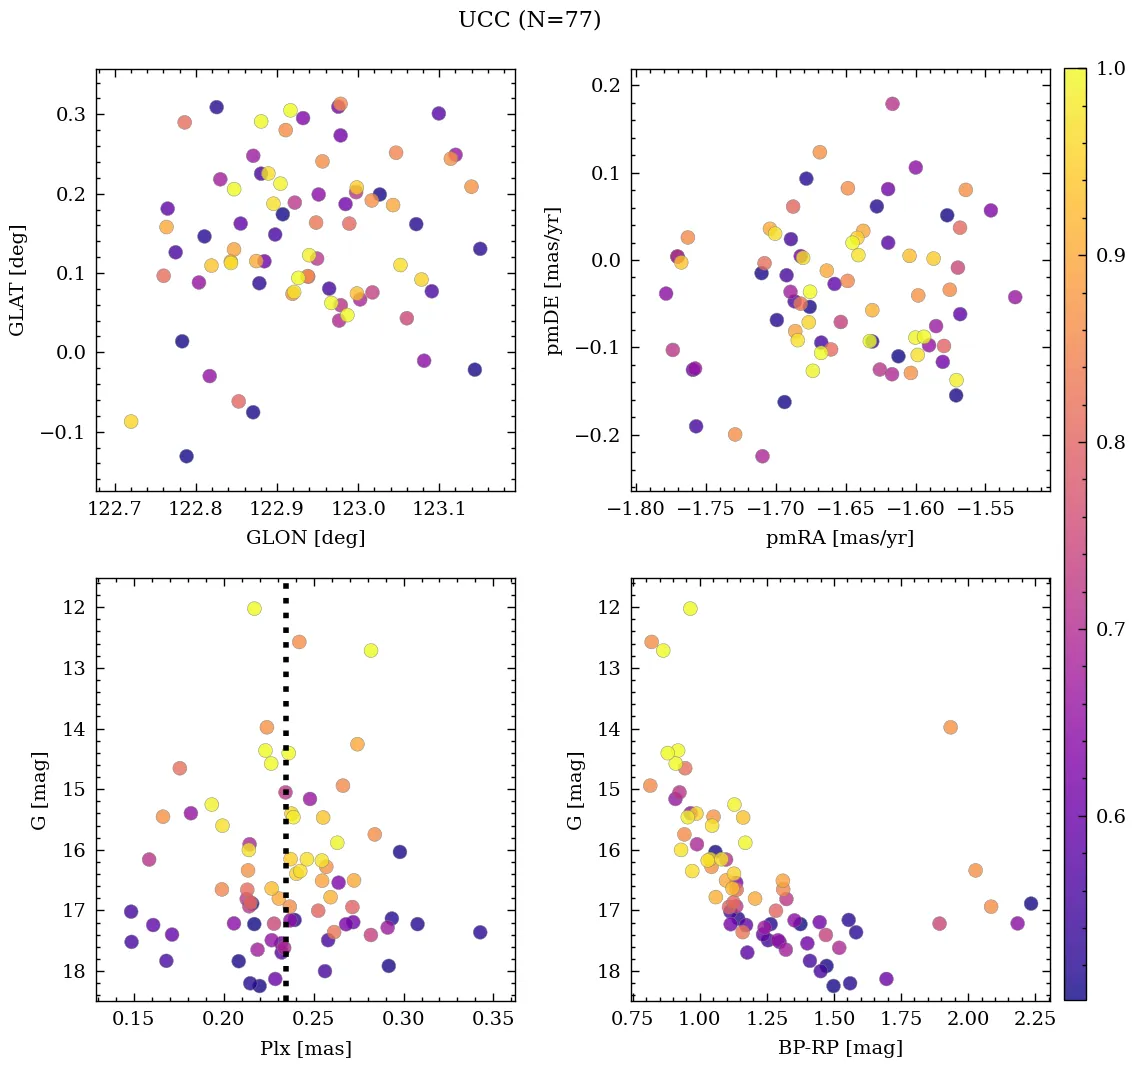 UCC (N=77)
0.3
0.2
0.1
0.0
−0.1
GLAT [deg]
122.7 122.8 122.9 123.0 123.1
GLON [deg]
0.2
0.1
0.0
−0.1
−0.2
pmDE [mas/yr]
−1.80 −1.75 −1.70 −1.65 −1.60 −1.55
pmRA [mas/yr]
1.0
0.9
0.8
0.7
0.6
12
13
14
15
16
17
18
G [mag]
0.15 0.20 0.25 0.30 0.35
Plx [mas]
12
13
14
15
16
17
18
G [mag]
0.75 1.00 1.25 1.50 1.75 2.00 2.25
BP-RP [mag]